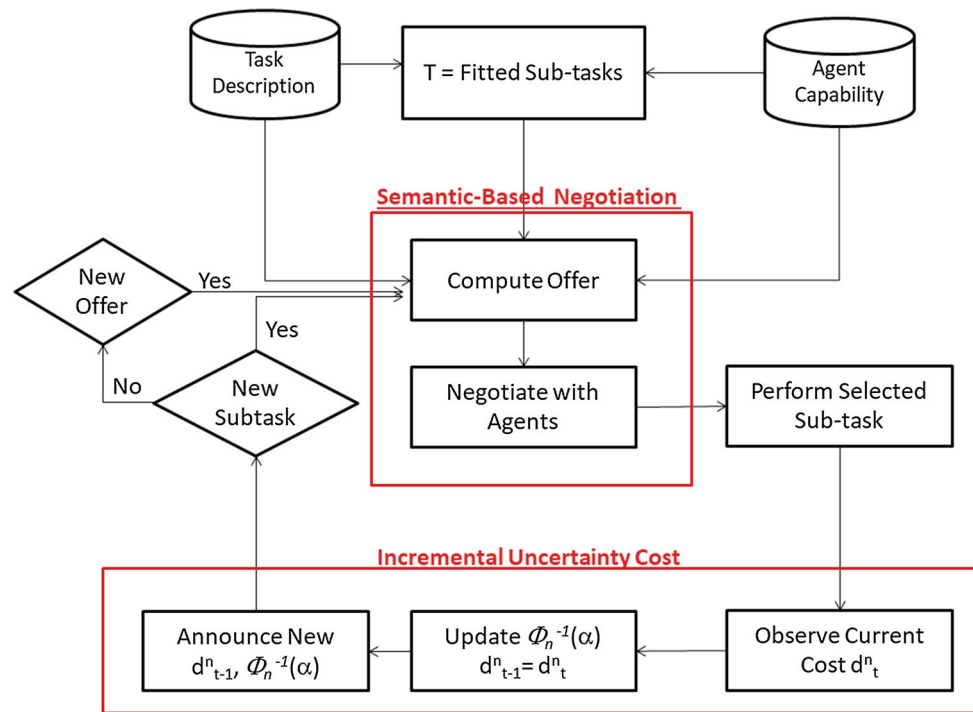 Task
Description
T = Fitted Sub-tasks
Agent
Capability
Semantic-Based Negotiation
New
Offer
Yes
Compute Offer
Yes
No
New
Subtask
Negotiate with
Agents
Perform Selected
Sub-task
Incremental Uncertainty Cost
Announce New
dⁿₜ₋₁, Φₙ⁻¹(α)
Update Φₙ⁻¹(α)
dⁿₜ₋₁= dⁿₜ
Observe Current
Cost dⁿₜ